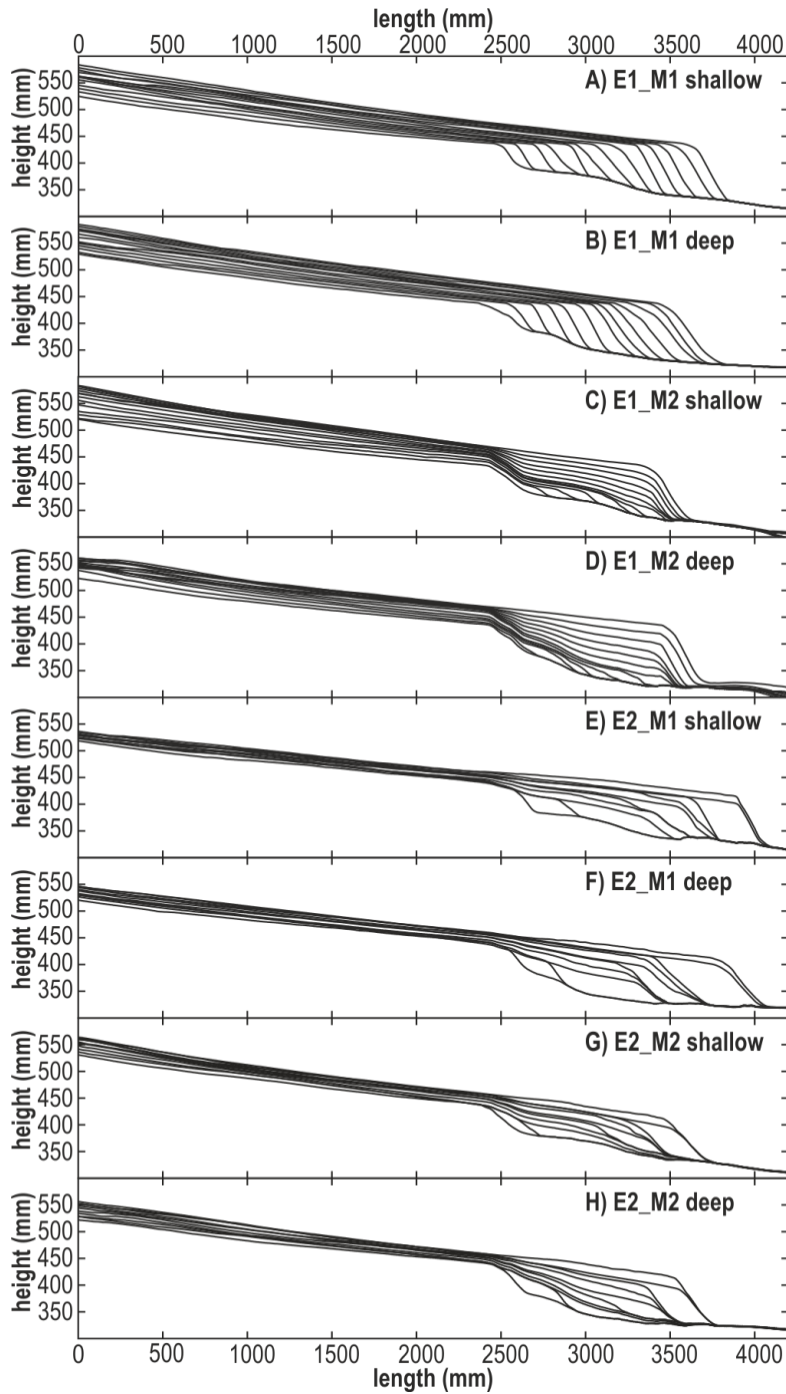 length (mm)
0 500 1000 1500 2000 2500 3000 3500 4000
A) E1_M1 shallow
height (mm)
550
500
450
400
350
B) E1_M1 deep
height (mm)
550
500
450
400
350
C) E1_M2 shallow
height (mm)
550
500
450
400
350
D) E1_M2 deep
height (mm)
550
500
450
400
350
E) E2_M1 shallow
height (mm)
550
500
450
400
350
F) E2_M1 deep
height (mm)
550
500
450
400
350
G) E2_M2 shallow
height (mm)
550
500
450
400
350
H) E2_M2 deep
height (mm)
550
500
450
400
350
0 500 1000 1500 2000 2500 3000 3500 4000
length (mm)